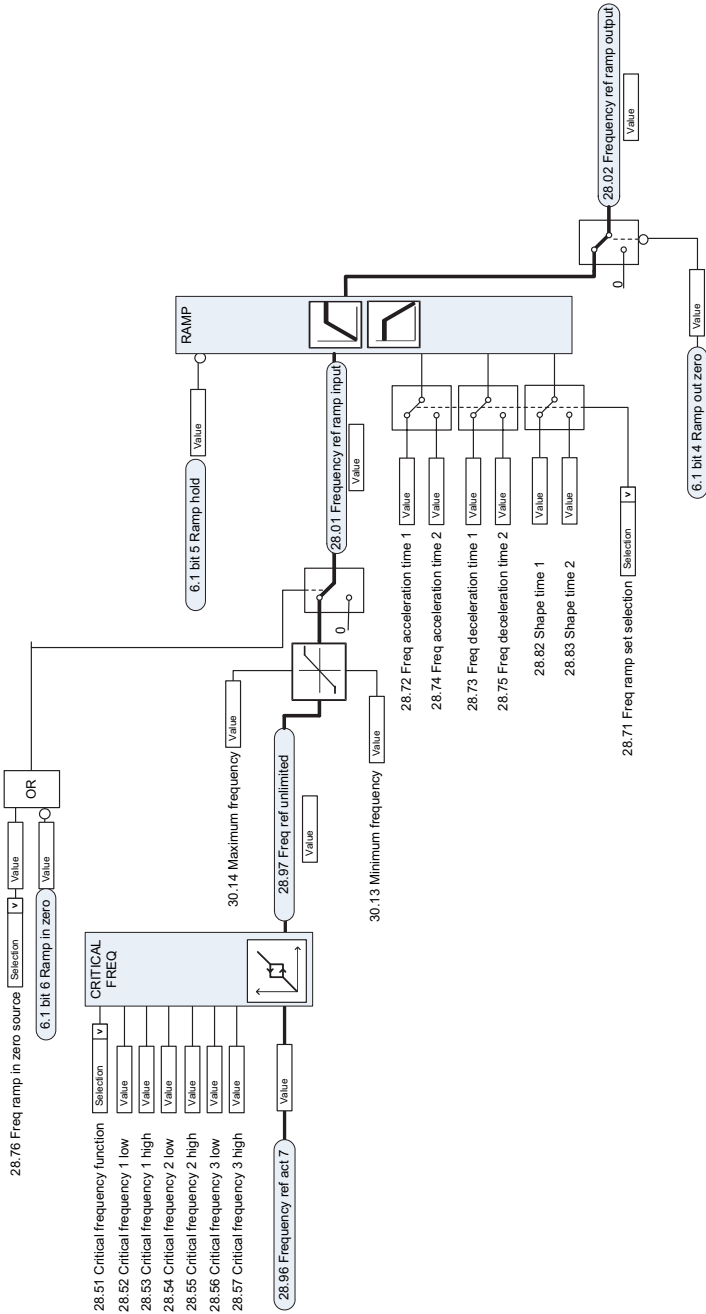 28.76 Freq ramp in zero source Selection v Value
6.1 bit 6 Ramp in zero Value
OR
CRITICAL
FREQ
28.51 Critical frequency function Selection v
28.52 Critical frequency 1 low Value
28.53 Critical frequency 1 high Value
28.54 Critical frequency 2 low Value
28.55 Critical frequency 2 high Value
28.56 Critical frequency 3 low Value
28.57 Critical frequency 3 high Value
28.96 Frequency ref act 7 Value
28.97 Freq ref unlimited
Value
30.14 Maximum frequency Value
30.13 Minimum frequency Value
0
28.01 Frequency ref ramp input
Value
6.1 bit 5 Ramp hold Value
RAMP
28.72 Freq acceleration time 1 Value
28.74 Freq acceleration time 2 Value
28.73 Freq deceleration time 1 Value
28.75 Freq deceleration time 2 Value
28.82 Shape time 1 Value
28.83 Shape time 2 Value
28.71 Freq ramp set selection Selection v
0
28.02 Frequency ref ramp output
Value
6.1 bit 4 Ramp out zero Value